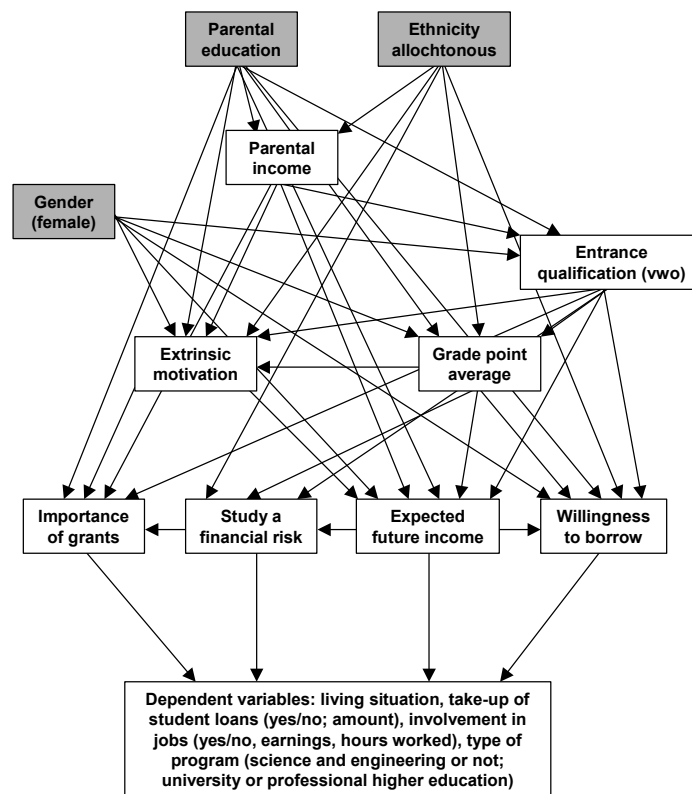 Parental
education
Ethnicity
allochtonous
Parental
income
Gender
(female)
Entrance
qualification (vwo)
Extrinsic
motivation
Grade point
average
Importance
of grants
Study a
financial risk
Expected
future income
Willingness
to borrow
Dependent variables: living situation, take-up of
student loans (yes/no; amount), involvement in
jobs (yes/no, earnings, hours worked), type of
program (science and engineering or not;
university or professional higher education)